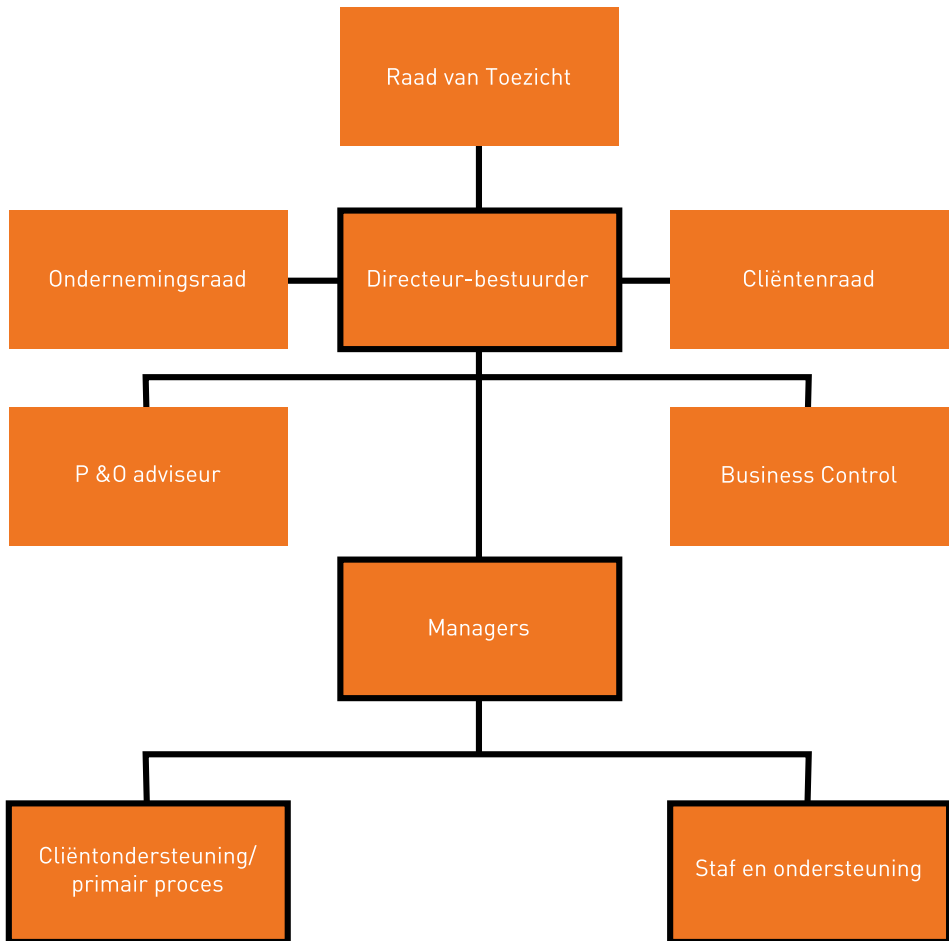 Raad van Toezicht
Ondernemingsraad
Directeur-bestuurder
Cliëntenraad
P &O adviseur
Business Control
Managers
Cliëntondersteuning/
primair proces
Staf en ondersteuning